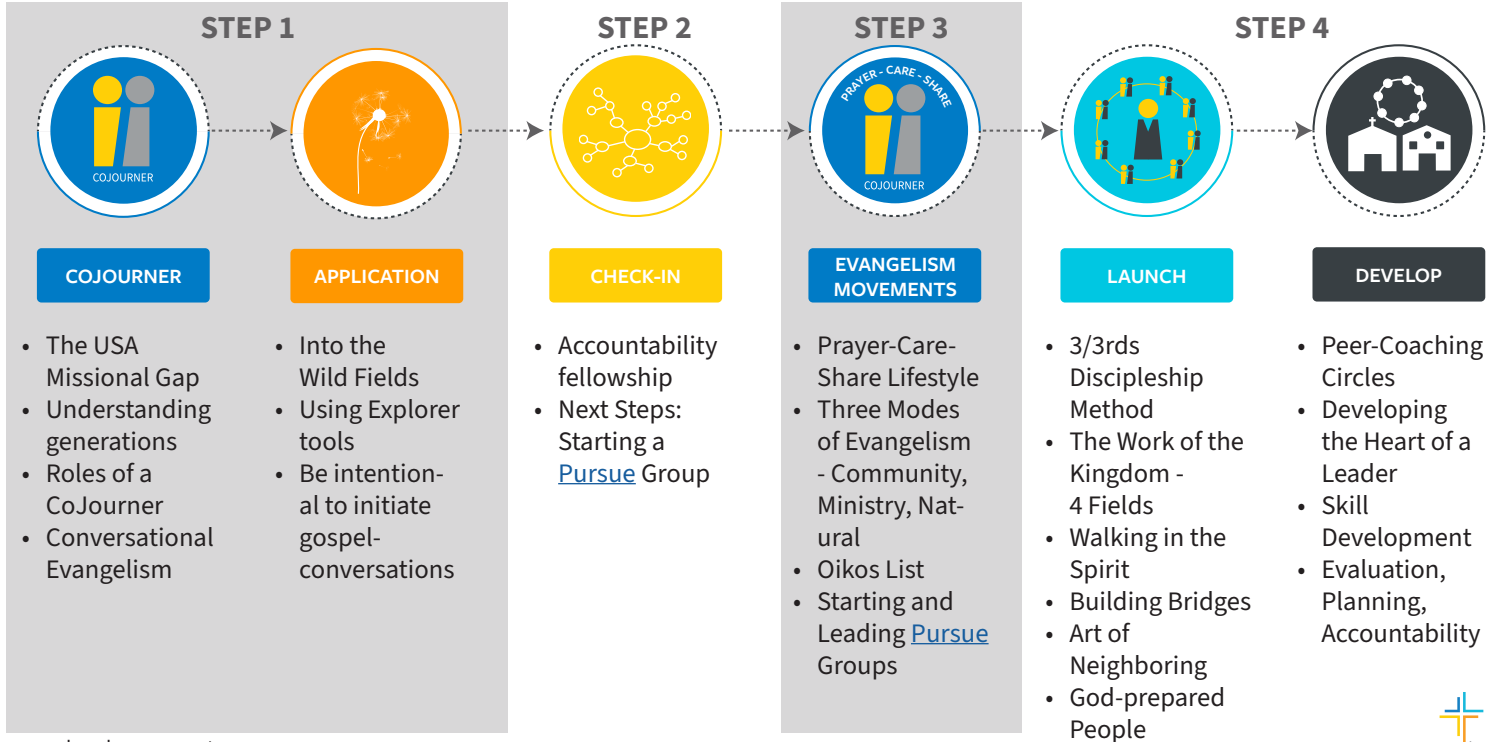 STEP 1
STEP 2
STEP 3
STEP 4
COJOURNER
PRAYER - CARE - SHARE
COJOURNER
COJOURNER
APPLICATION
CHECK-IN
EVANGELISM
MOVEMENTS
LAUNCH
DEVELOP
• The USA
Missional Gap
• Understanding
generations
• Roles of a
CoJourner
• Conversational
Evangelism
• Into the
Wild Fields
• Using Explorer
tools
• Be intention-
al to initiate
gospel-
conversations
• Accountability
fellowship
• Next Steps:
Starting a
Pursue Group
• Prayer-Care-
Share Lifestyle
• Three Modes
of Evangelism
- Community,
Ministry, Nat-
ural
• Oikos List
• Starting and
Leading Pursue
Groups
• 3/3rds
Discipleship
Method
• The Work of the
Kingdom -
4 Fields
• Walking in the
Spirit
• Building Bridges
• Art of
Neighboring
• God-prepared
People
• Peer-Coaching
Circles
• Developing
the Heart of a
Leader
• Skill
Development
• Evaluation,
Planning,
Accountability